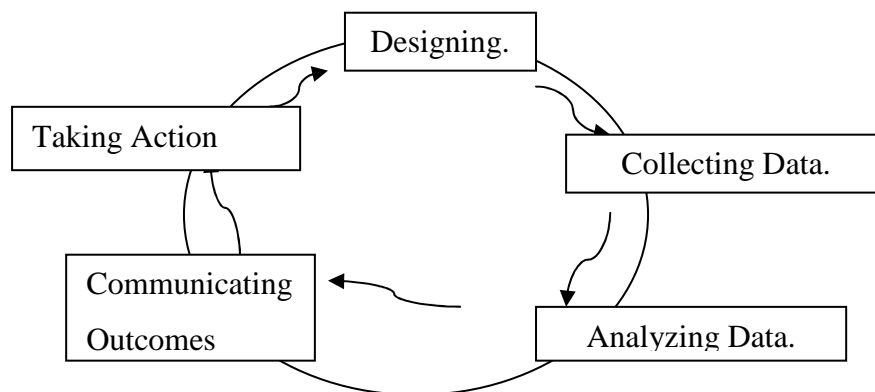 Designing.
Collecting Data.
Analyzing Data.
Communicating
Outcomes
Taking Action